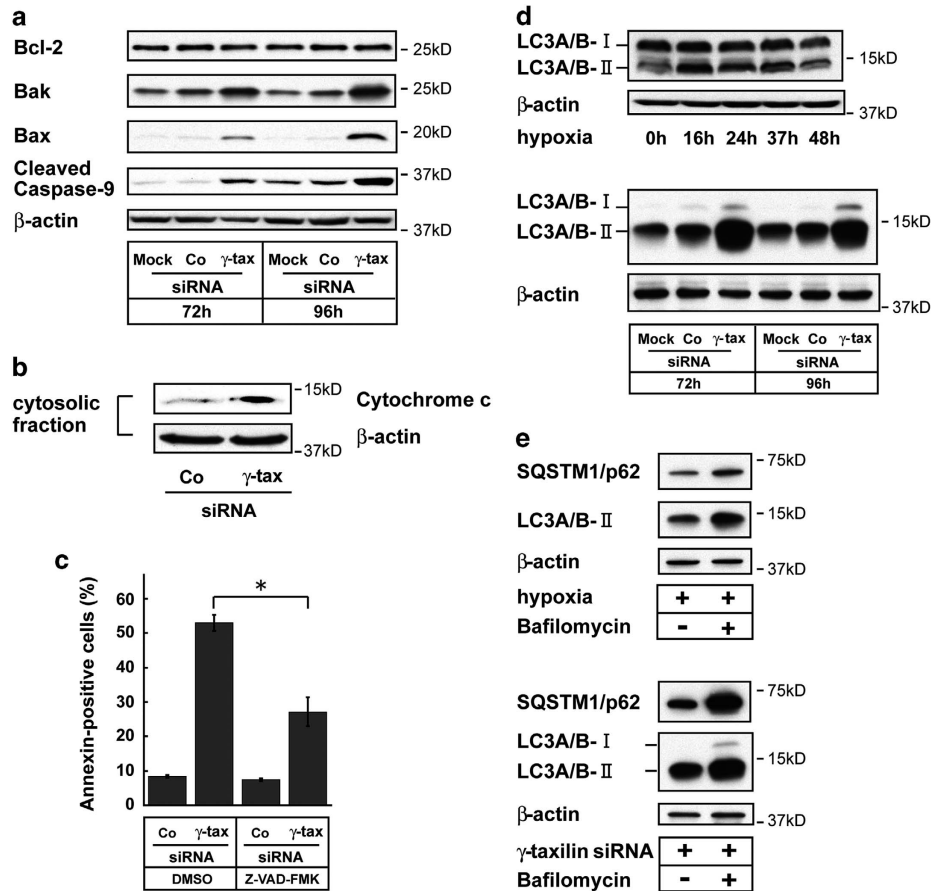 a
Bcl-2
25kD
Bak
25kD
Bax
20kD
Cleaved
Caspase-9
37kD
β-actin
37kD
Mock Co γ-tax Mock Co γ-tax
siRNA siRNA
72h 96h
b
cytosolic
fraction
15kD
Cytochrome c
β-actin
37kD
Co γ-tax
siRNA
c
Annexin-positive cells (%)
60
50
40
30
20
10
0
*
Co γ-tax Co γ-tax
siRNA siRNA
DMSO Z-VAD-FMK
d
LC3A/B-Ⅰ
LC3A/B-Ⅱ
15kD
β-actin
37kD
hypoxia 0h 16h 24h 37h 48h
LC3A/B-Ⅰ
LC3A/B-Ⅱ
15kD
β-actin
37kD
Mock Co γ-tax Mock Co γ-tax
siRNA siRNA
72h 96h
e
SQSTM1/p62
75kD
LC3A/B-Ⅱ
15kD
β-actin
37kD
hypoxia + +
Bafilomycin - +
SQSTM1/p62
75kD
LC3A/B-Ⅰ
LC3A/B-Ⅱ
15kD
β-actin
37kD
γ-taxilin siRNA + +
Bafilomycin - +